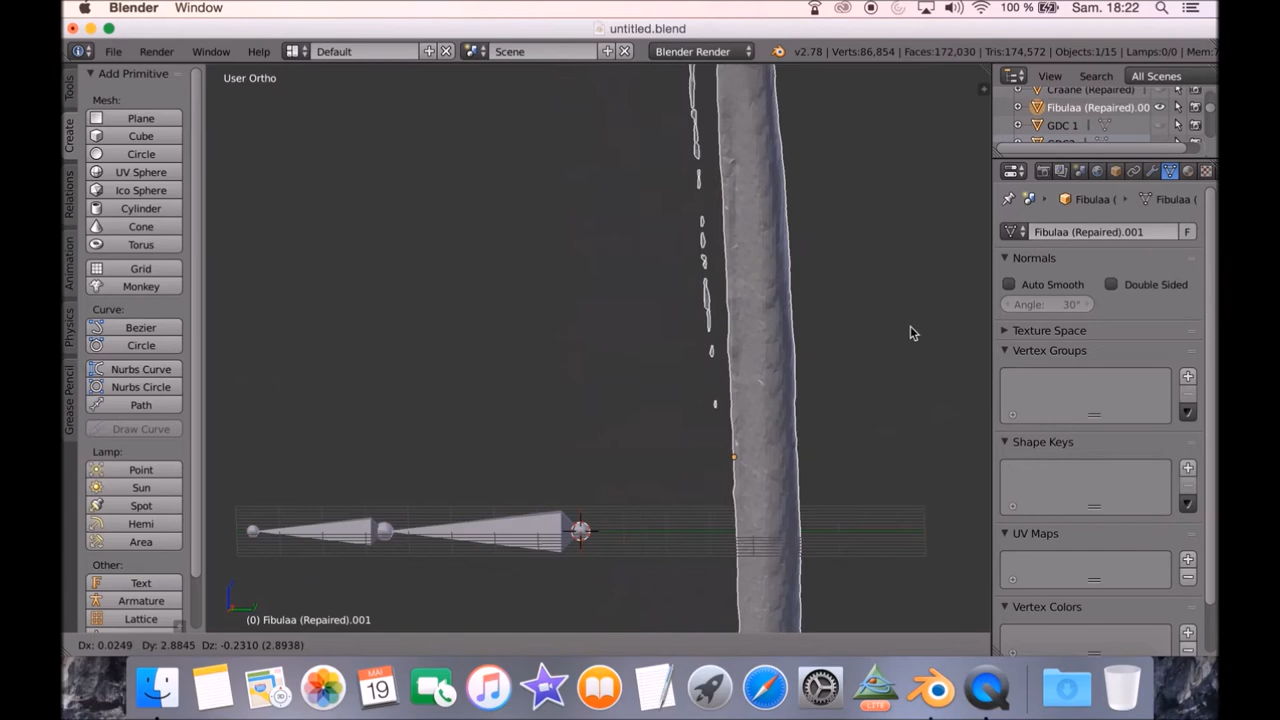 Blender Window 100 % Sam. 18:22
untitled.blend
File Render Window Help Default Scene Blender Render v2.78 | Verts:86,854 | Faces:172,030 | Tris:174,572 | Objects:1/15 | Lamps:0/0 | Mem:
Tools
Create
Relations
Animation
Physics
Grease Pencil
Add Primitive
Mesh:
Plane
Cube
Circle
UV Sphere
Ico Sphere
Cylinder
Cone
Torus
Grid
Monkey
Curve:
Bezier
Circle
Nurbs Curve
Nurbs Circle
Path
Draw Curve
Lamp:
Point
Sun
Spot
Hemi
Area
Other:
Text
Armature
Lattice
User Ortho
(0) Fibulaa (Repaired).001
Dx: 0.0249 Dy: 2.8845 Dz: -0.2310 (2.8938)
View Search All Scenes
Craane (Repaired)
Fibulaa (Repaired).00
GDC 1
Fibulaa ( Fibulaa (
Fibulaa (Repaired).001 F
Normals
Auto Smooth Double Sided
Angle: 30°
Texture Space
Vertex Groups
Shape Keys
UV Maps
Vertex Colors
MAI
19
LITE